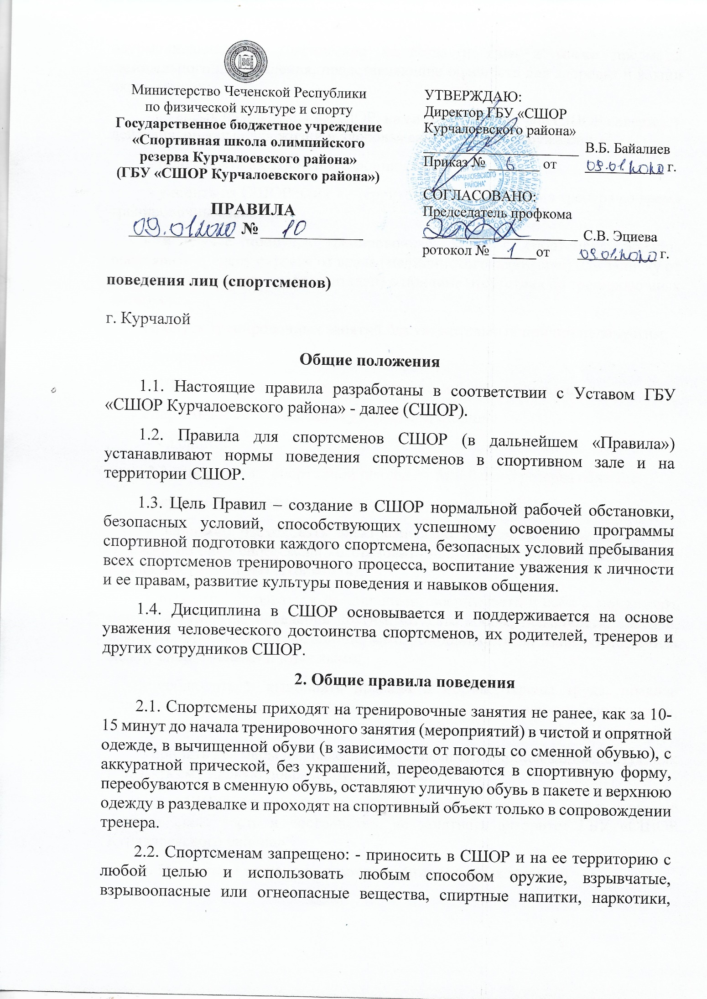 Министерство Чеченской Республики
по физической культуре и спорту
Государственное бюджетное учреждение
«Спортивная школа олимпийского
резерва Курчалоевского района»
(ГБУ «СШОР Курчалоевского района»)
ПРАВИЛА
09.01.2020 № 10
УТВЕРЖДАЮ:
Директор ГБУ «СШОР
Курчалоевского района»
В.Б. Байалиев
Приказ № 6 от 09.01.2020 г.
СОГЛАСОВАНО:
Председатель профкома
С.В. Эциева
ротокол № 1 от 09.01.2020 г.
КУРЧАЛОЕВСКОГО
РАЙОНА"
поведения лиц (спортсменов)
г. Курчалой
Общие положения
1.1. Настоящие правила разработаны в соответствии с Уставом ГБУ
«СШОР Курчалоевского района» - далее (СШОР).
1.2. Правила для спортсменов СШОР (в дальнейшем «Правила»)
устанавливают нормы поведения спортсменов в спортивном зале и на
территории СШОР.
1.3. Цель Правил – создание в СШОР нормальной рабочей обстановки,
безопасных условий, способствующих успешному освоению программы
спортивной подготовки каждого спортсмена, безопасных условий пребывания
всех спортсменов тренировочного процесса, воспитание уважения к личности
и ее правам, развитие культуры поведения и навыков общения.
1.4. Дисциплина в СШОР основывается и поддерживается на основе
уважения человеческого достоинства спортсменов, их родителей, тренеров и
других сотрудников СШОР.
2. Общие правила поведения
2.1. Спортсмены приходят на тренировочные занятия не ранее, как за 10-
15 минут до начала тренировочного занятия (мероприятий) в чистой и опрятной
одежде, в вычищенной обуви (в зависимости от погоды со сменной обувью), с
аккуратной прической, без украшений, переодеваются в спортивную форму,
переобуваются в сменную обувь, оставляют уличную обувь в пакете и верхнюю
одежду в раздевалке и проходят на спортивный объект только в сопровождении
тренера.
2.2. Спортсменам запрещено: - приносить в СШОР и на ее территорию с
любой целью и использовать любым способом оружие, взрывчатые,
взрывоопасные или огнеопасные вещества, спиртные напитки, наркотики,